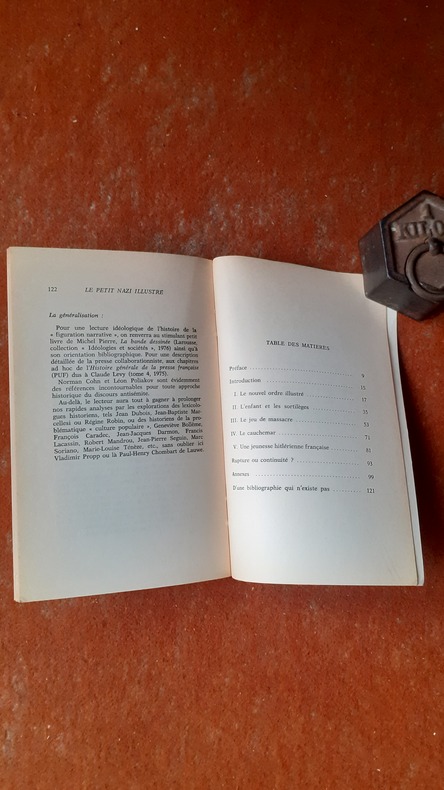 122 LE PETIT NAZI ILLUSTRÉ
La généralisation :
Pour une lecture idéologique de l'histoire de la
« figuration narrative », on renverra au stimulant petit
livre de Michel Pierre, La bande dessinée (Larousse,
collection « Idéologies et sociétés », 1976) ainsi qu'à
son orientation bibliographique. Pour une description
détaillée de la presse collaborationniste, aux chapitres
ad hoc de l'Histoire générale de la presse française
(PUF) dus à Claude Levy (tome 4, 1975).
Norman Cohn et Léon Poliakov sont évidemment
des références incontournables pour toute approche
historique du discours antisémite.
Au-delà, le lecteur sera tout à gagner à prolonger
nos rapides analyses par les explorations des lexicolo-
gues historiens, tels Jean Dubois, Jean-Baptiste Mar-
cellesi ou Régine Robin, ou de la pro-
blématique « culture populaire », Geneviève Bollème,
François Caradec, Jean-Jacques Darmon, Francis
Lacassin, Robert Mandrou, Jean-Pierre Seguin, Marc
Soriano, Marie-Louise Tenèze, etc., sans oublier ici
Vladimir Propp ou là Paul-Henry Chombart de Lauwe.
TABLE DES MATIERES
Préface 9
Introduction 15
I. Le nouvel ordre illustré 17
II. L'enfant et les sortilèges 35
III. Le jeu de massacre 53
IV. Le cauchemar 71
V. Une jeunesse hitlérienne française 81
Rupture ou continuité ? 93
Annexes 99
D'une bibliographie qui n'existe pas 121
1
KILOG